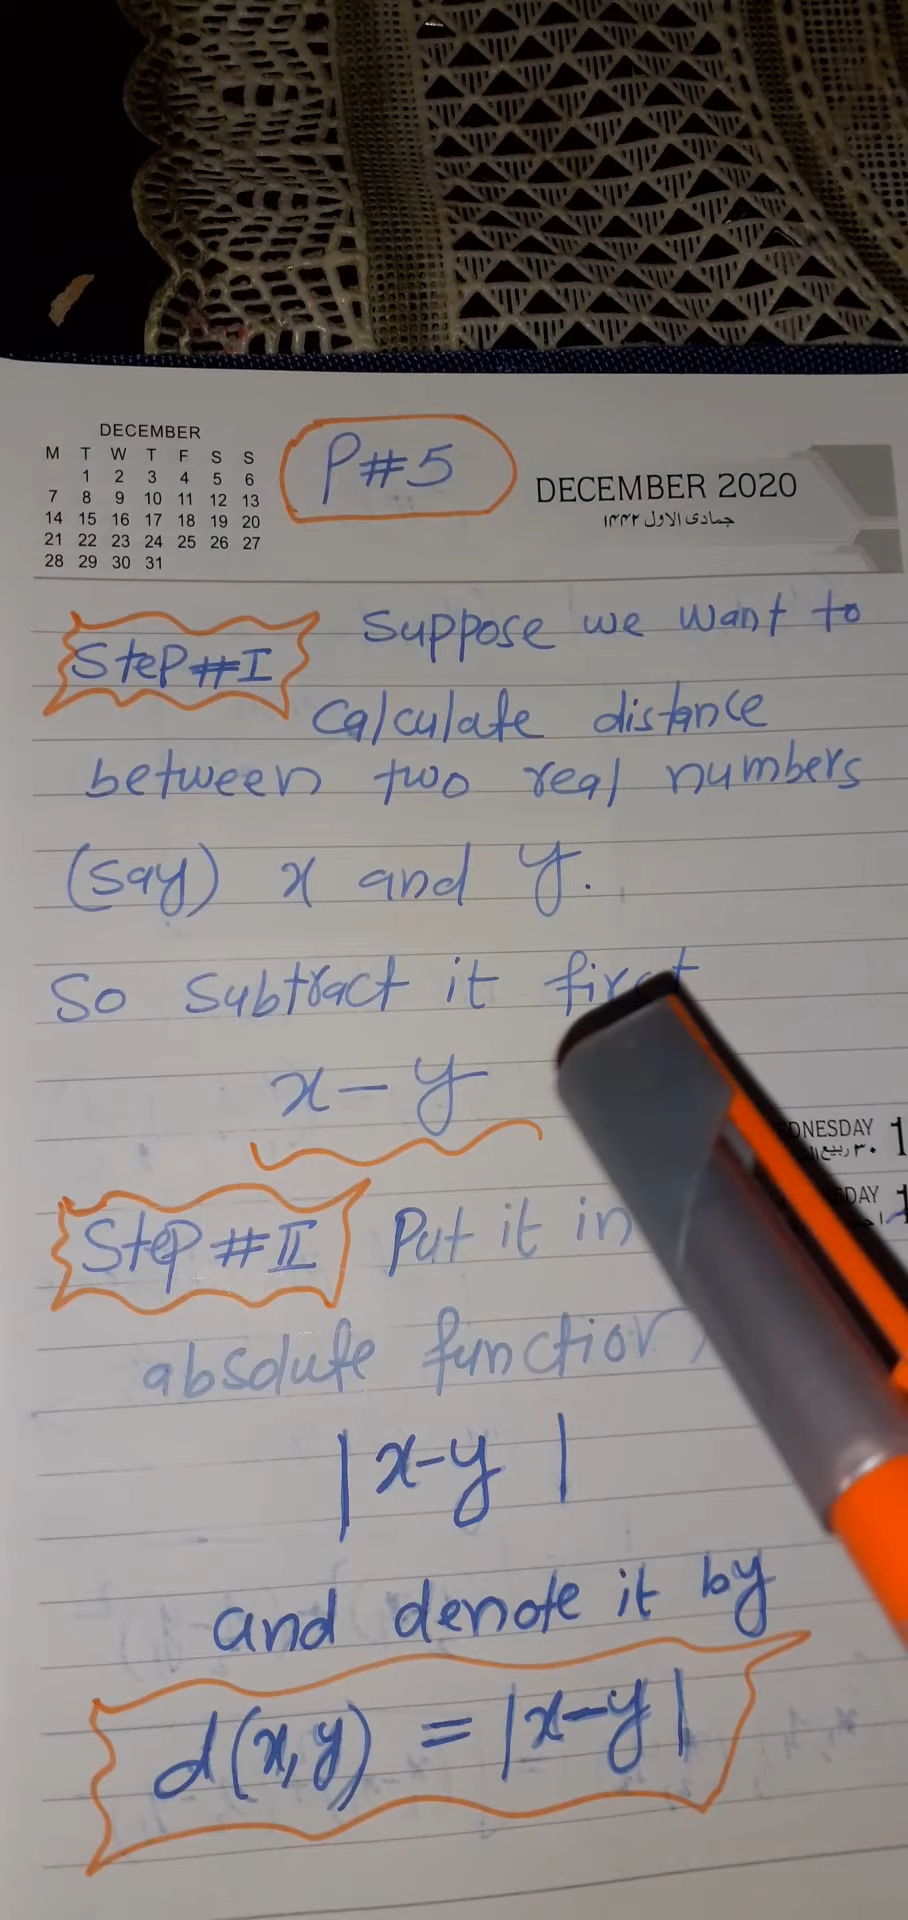 DECEMBER
M T W T F S S
1 2 3 4 5 6
7 8 9 10 11 12 13
14 15 16 17 18 19 20
21 22 23 24 25 26 27
28 29 30 31
P#5
DECEMBER 2020
جمادی الاول ۱۴۴۲
Step #I Suppose we want to
Calculate distance
between two real numbers
(say) x and y.
So Subtract it first
x - y
Step #II Put it in
absolute function
|x-y|
and denote it by
d(x,y) = |x-y|